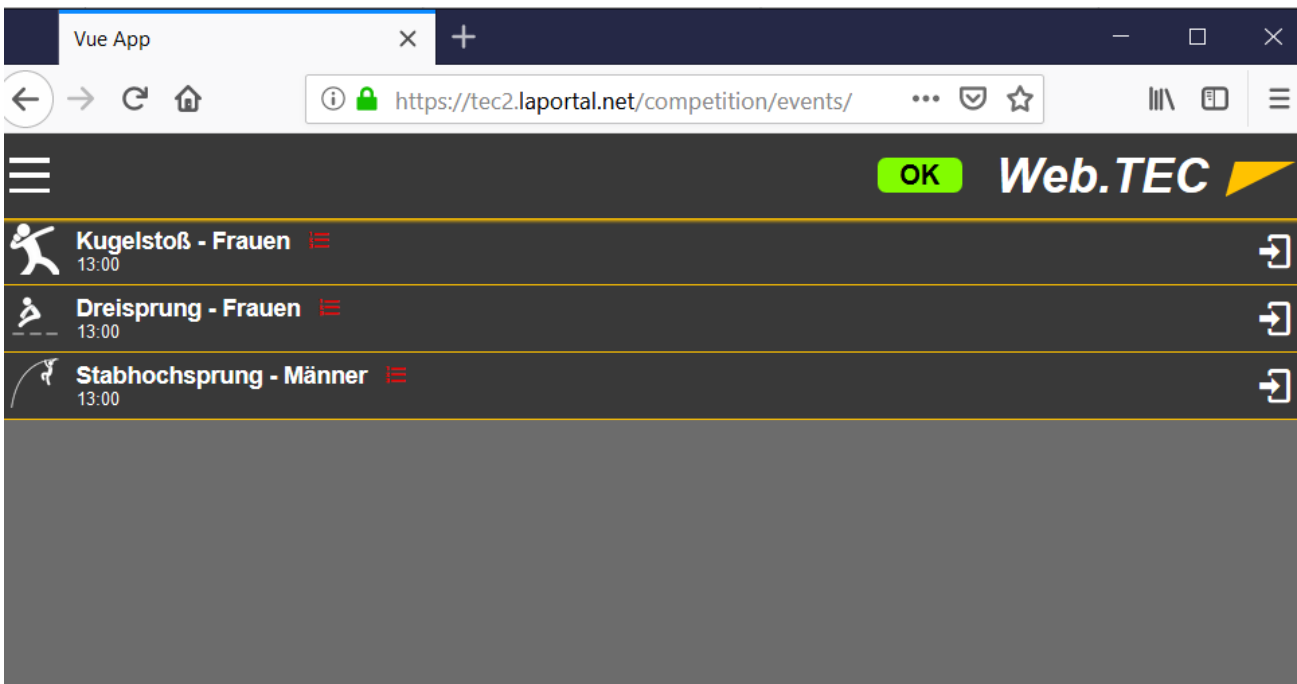 Vue App
https://tec2.laportal.net/competition/events/
OK Web.TEC
Kugelstoß - Frauen
13:00
Dreisprung - Frauen
13:00
Stabhochsprung - Männer
13:00